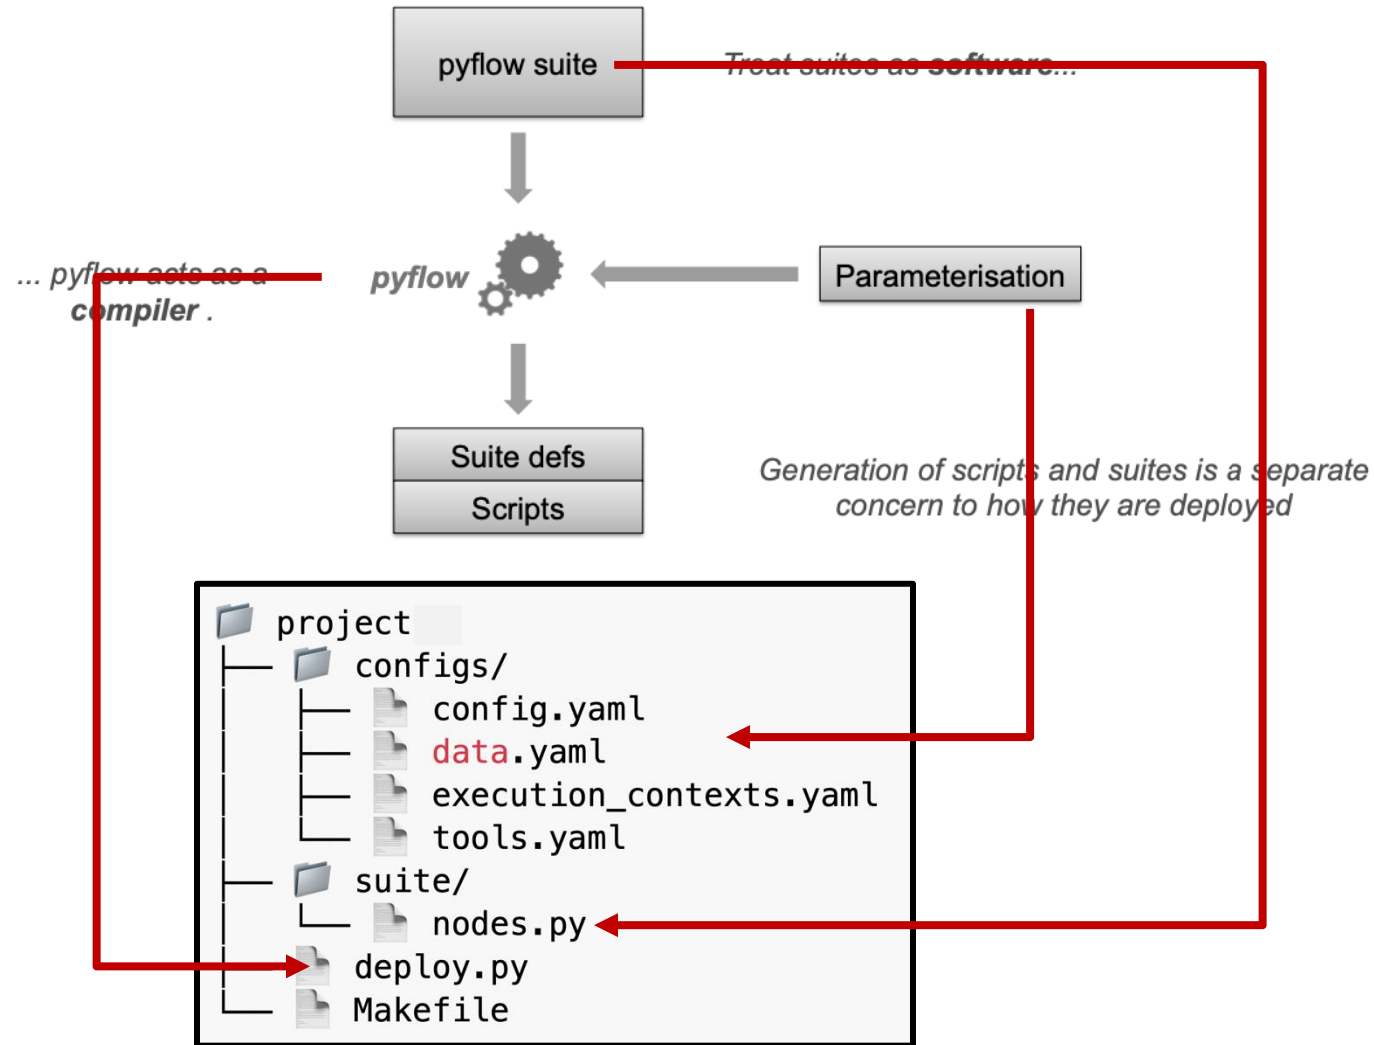 pyflow suite
Treat suites as software...
... pyflow acts as a
compiler .
pyflow
Parameterisation
Suite defs
Scripts
Generation of scripts and suites is a separate
concern to how they are deployed
project
configs/
config.yaml
data.yaml
execution_contexts.yaml
tools.yaml
suite/
nodes.py
deploy.py
Makefile